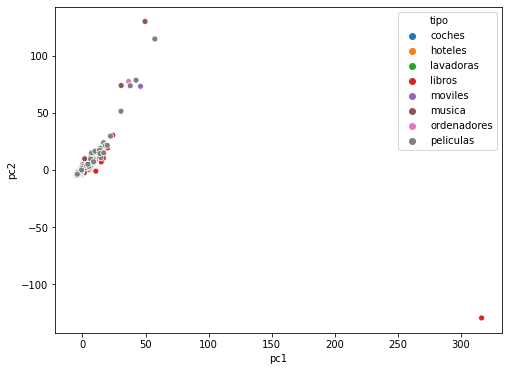 tipo
coches
hoteles
lavadoras
libros
moviles
musica
ordenadores
peliculas
pc2
100
50
0
−50
−100
0
50
100
150
200
250
300
pc1